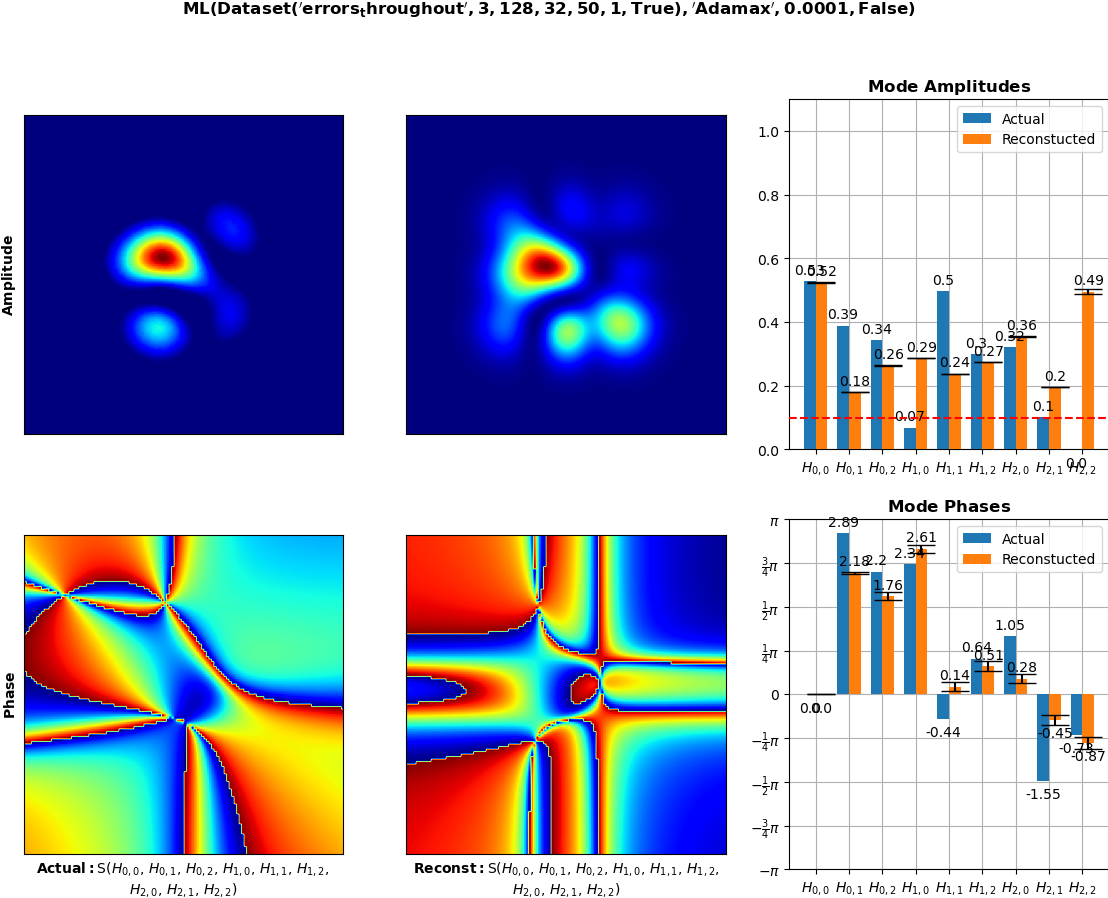 ML(Dataset('errors_throughout', 3, 128, 32, 50, 1, True), 'Adamax', 0.0001, False)
Amplitude
Mode Amplitudes
Actual
Reconstucted
1.0
0.8
0.6
0.4
0.2
0.0
0.53
0.52
0.39
0.18
0.34
0.26
0.07
0.29
0.5
0.24
0.3
0.27
0.32
0.36
0.1
0.2
0.0
0.49
H0,0 H0,1 H0,2 H1,0 H1,1 H1,2 H2,0 H2,1 H2,2
Phase
Mode Phases
Actual
Reconstucted
π
3/4π
1/2π
1/4π
0
−1/4π
−1/2π
−3/4π
−π
0.0
0.0
2.89
2.18
2.2
1.76
2.34
2.61
-0.44
0.14
0.64
0.51
1.05
0.28
-1.55
-0.45
-0.73
-0.87
H0,0 H0,1 H0,2 H1,0 H1,1 H1,2 H2,0 H2,1 H2,2
Actual: S(H0,0, H0,1, H0,2, H1,0, H1,1, H1,2,
H2,0, H2,1, H2,2)
Reconst: S(H0,0, H0,1, H0,2, H1,0, H1,1, H1,2,
H2,0, H2,1, H2,2)